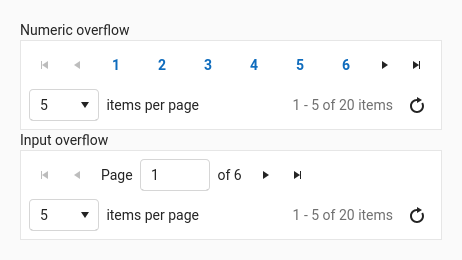 Numeric overflow
1 2 3 4 5 6
5 items per page 1 - 5 of 20 items
Input overflow
Page 1 of 6
5 items per page 1 - 5 of 20 items